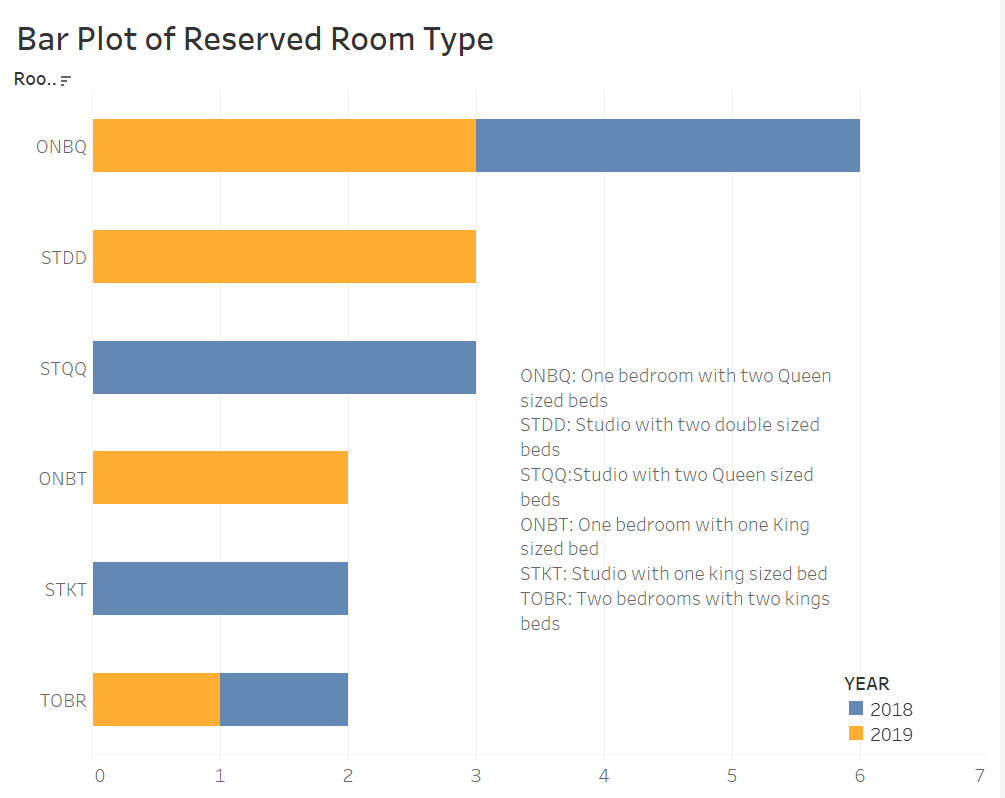 Bar Plot of Reserved Room Type
Roo..
ONBQ
STDD
STQQ
ONBT
STKT
TOBR
ONBQ: One bedroom with two Queen
sized beds
STDD: Studio with two double sized
beds
STQQ:Studio with two Queen sized
beds
ONBT: One bedroom with one King
sized bed
STKT: Studio with one king sized bed
TOBR: Two bedrooms with two kings
beds
YEAR
2018
2019
0 1 2 3 4 5 6 7